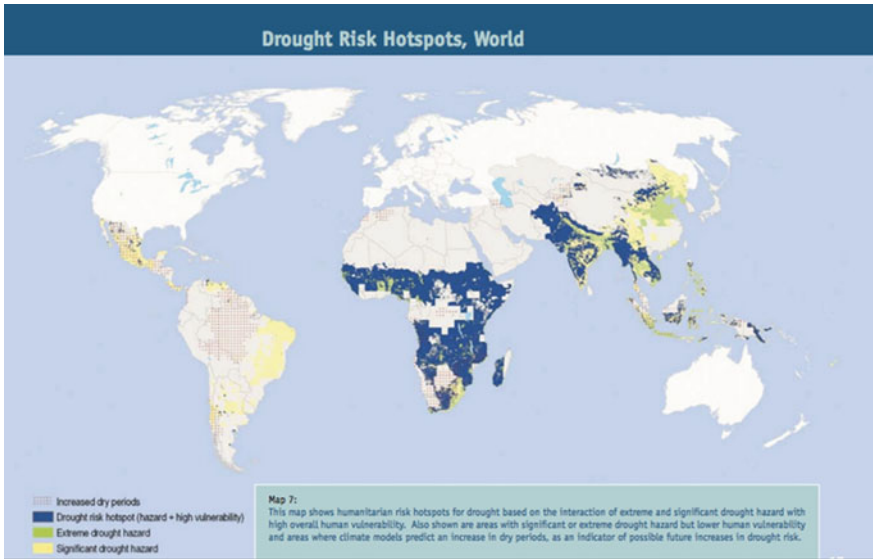 Drought Risk Hotspots, World
Increased dry periods
Drought risk hotspot (hazard + high vulnerability)
Extreme drought hazard
Significant drought hazard
Map 7:
This map shows humanitarian risk hotspots for drought based on the interaction of extreme and significant drought hazard with
high overall human vulnerability. Also shown are areas with significant or extreme drought hazard but lower human vulnerability
and areas where climate models predict an increase in dry periods, as an indicator of possible future increases in drought risk.